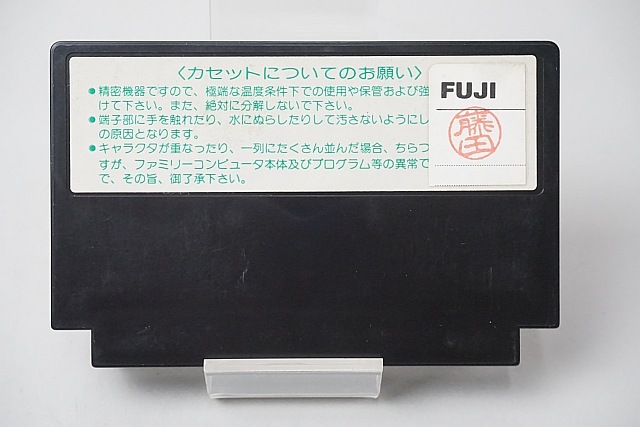 〈カセットについてのお願い〉
●精密機器ですので、極端な温度条件下での使用や保管および強
けて下さい。また、絶対に分解しないで下さい。
●端子部に手を触れたり、水にぬらしたりして汚さないようにし
の原因となります。
●キャラクタが重なったり、一列にたくさん並んだ場合、ちらつ
すが、ファミリーコンピュータ本体及びプログラム等の異常で
で、その旨、御了承下さい。
FUJI
藤田